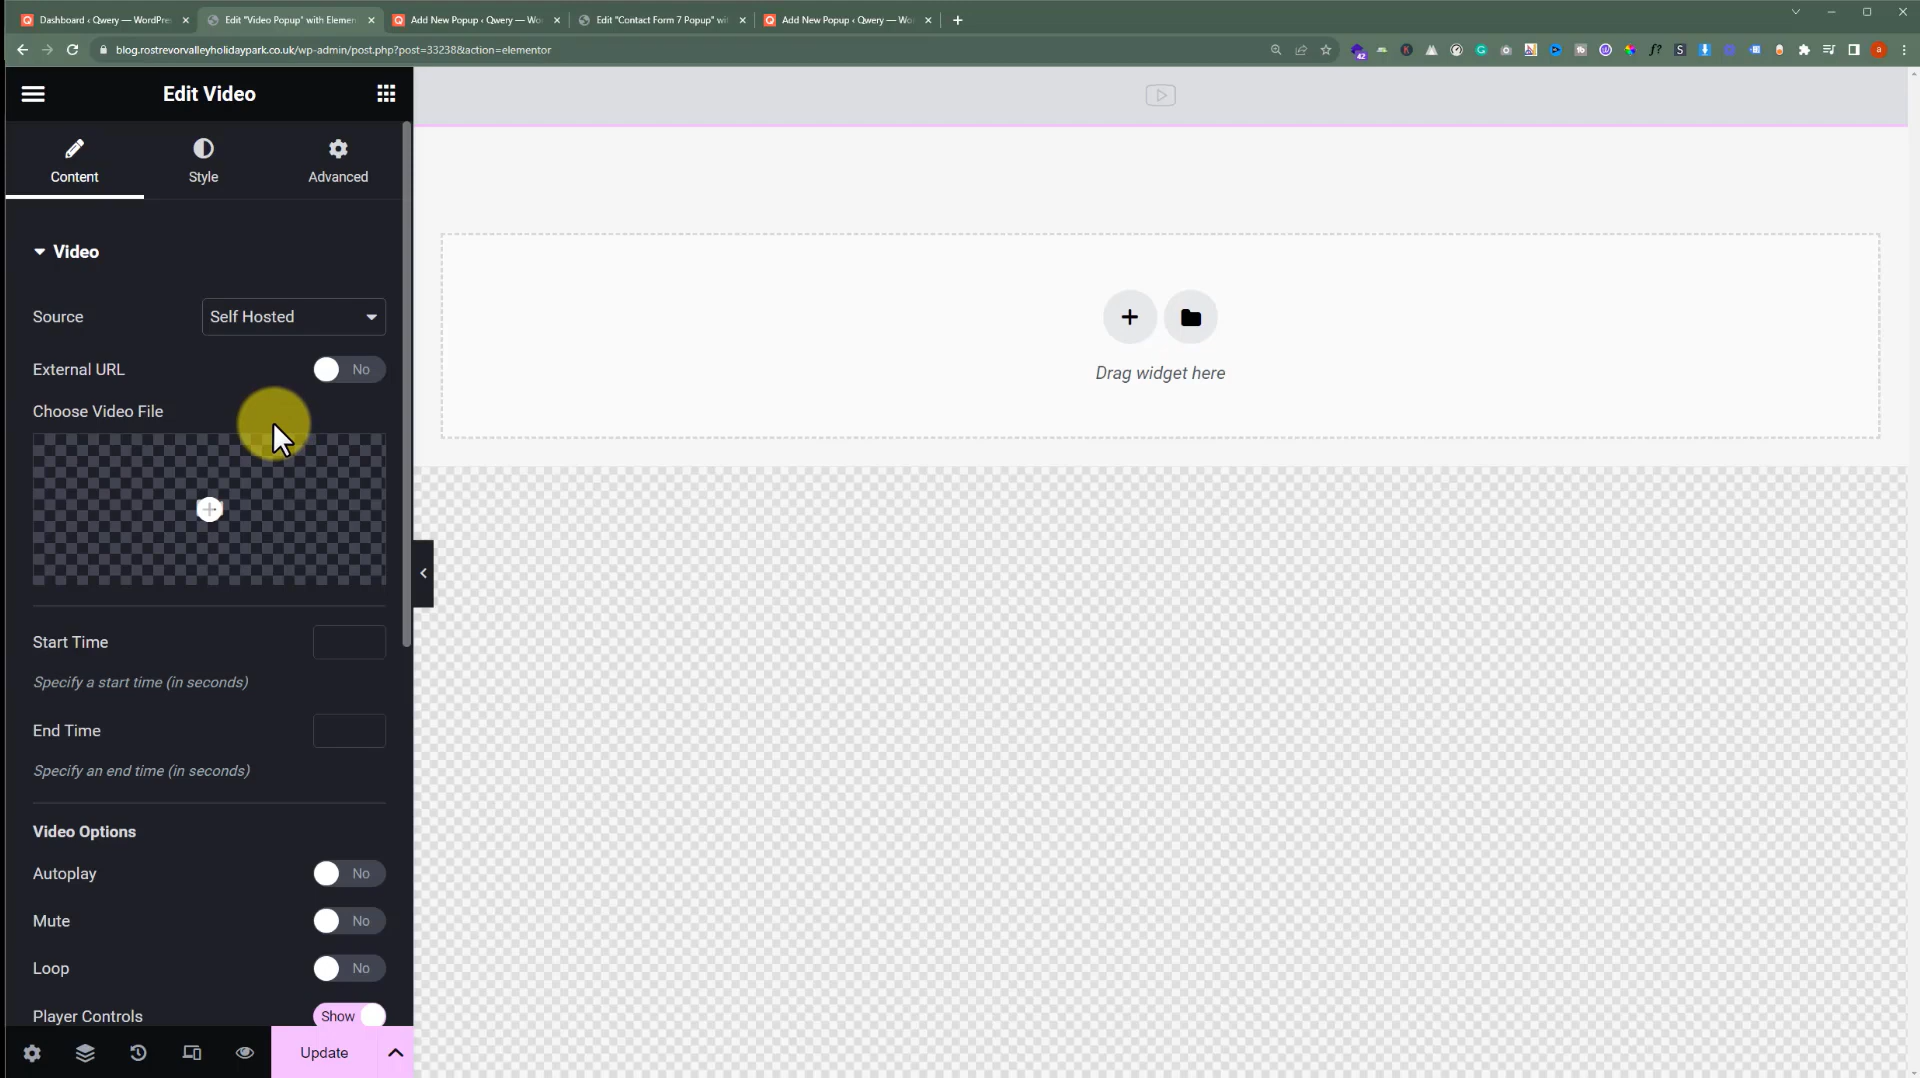 Dashboard ‹ Qwery — WordPres
Edit "Video Popup" with Elemen
Add New Popup ‹ Qwery — Wo
Edit "Contact Form 7 Popup" wi
Add New Popup ‹ Qwery — Wo
blog.rostrevorvalleyholidaypark.co.uk/wp-admin/post.php?post=33238&action=elementor
42
f?
S
a
Edit Video
Content
Style
Advanced
Video
Source
Self Hosted
External URL
No
Choose Video File
Start Time
Specify a start time (in seconds)
End Time
Specify an end time (in seconds)
Video Options
Autoplay
No
Mute
No
Loop
No
Player Controls
Show
Update
Drag widget here